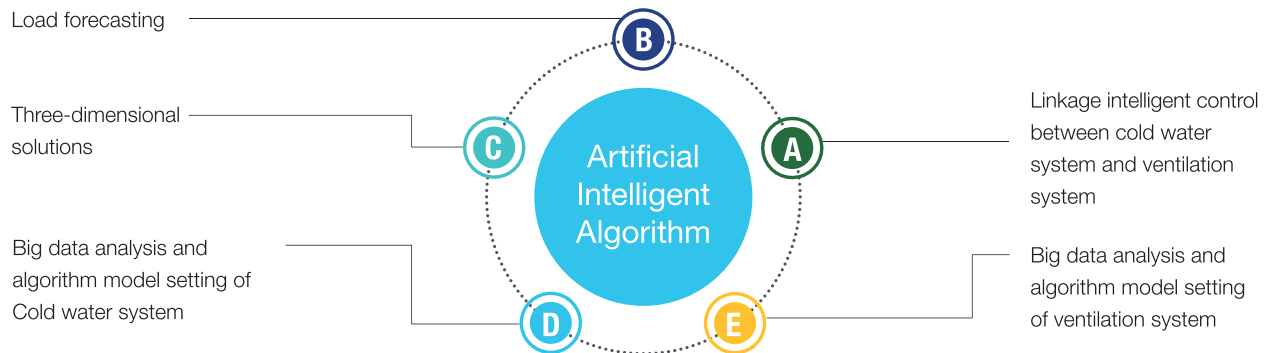 Load forecasting
B
Three-dimensional
solutions
C
Artificial
Intelligent
Algorithm
A
Linkage intelligent control
between cold water
system and ventilation
system
Big data analysis and
algorithm model setting of
Cold water system
D
E
Big data analysis and
algorithm model setting
of ventilation system